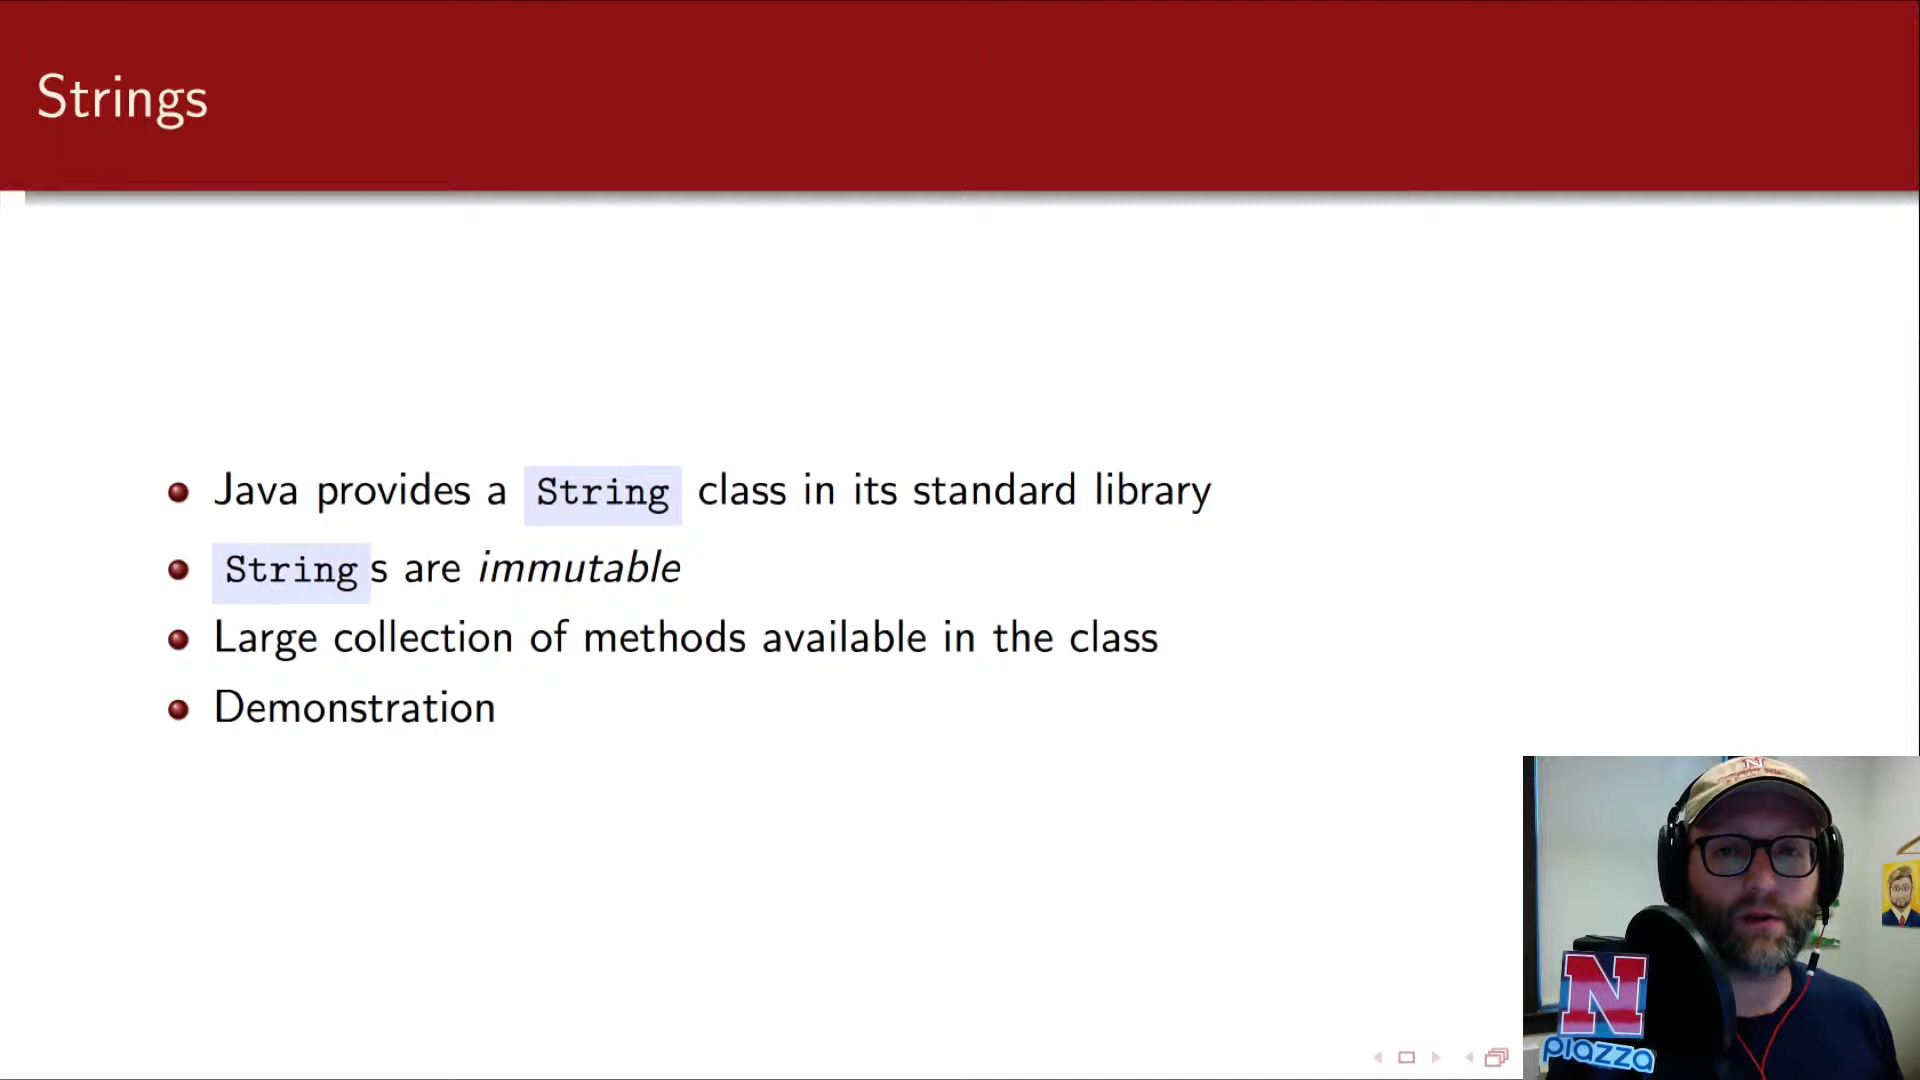 Strings
Java provides a String class in its standard library
Strings are immutable
Large collection of methods available in the class
Demonstration
N
N
piazza